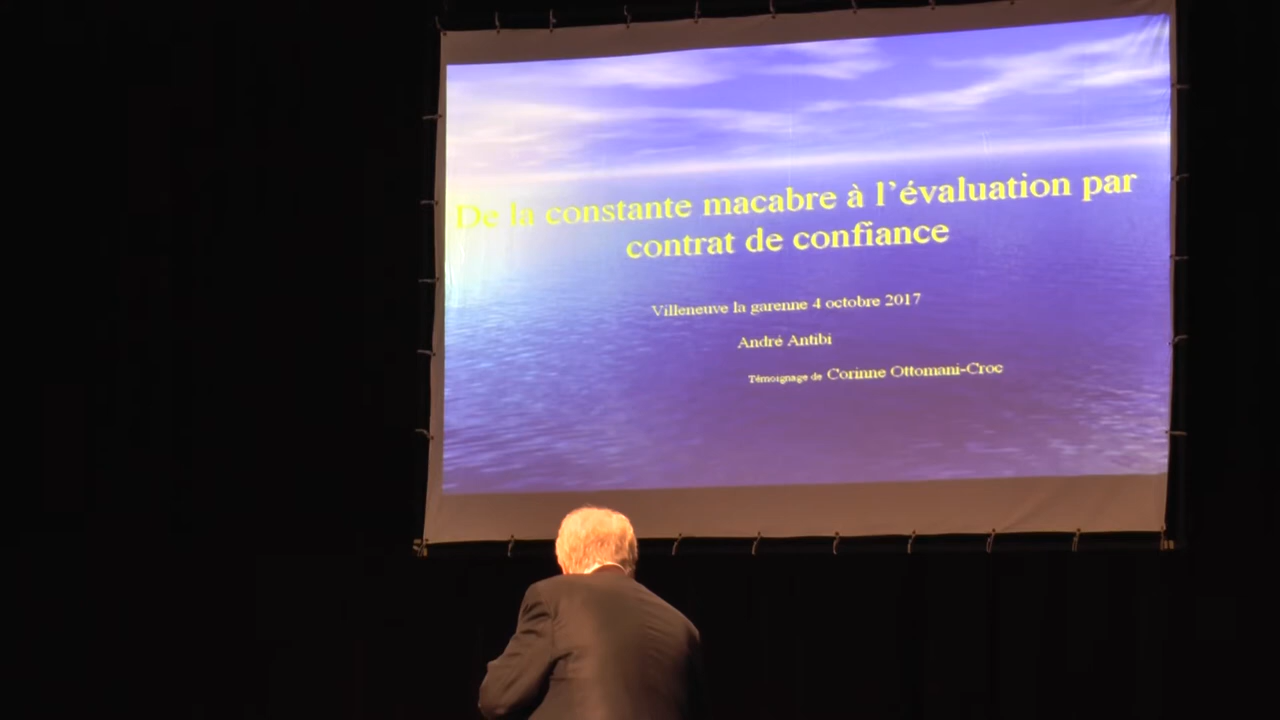 De la constante macabre à l’évaluation par
contrat de confiance
Villeneuve la garenne 4 octobre 2017
André Antibi
Témoignage de Corinne Ottomani-Croc